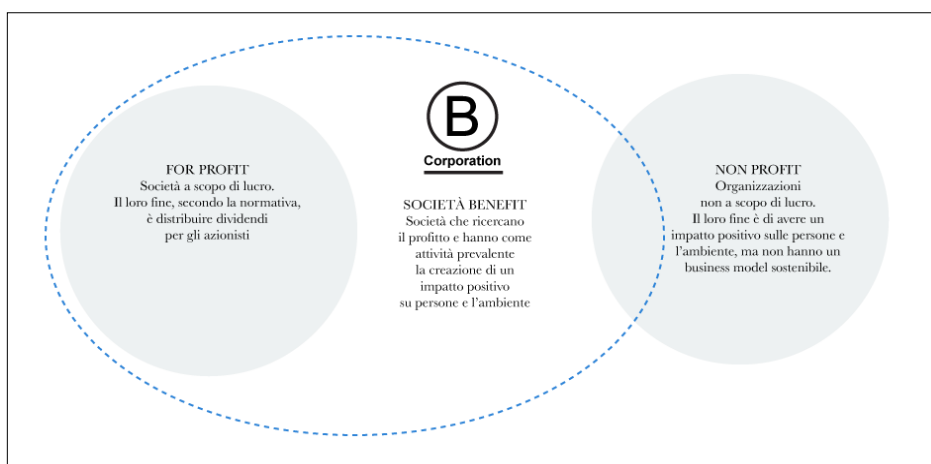 B
Corporation
FOR PROFIT
Società a scopo di lucro.
Il loro fine, secondo la normativa,
è distribuire dividendi
per gli azionisti
SOCIETÀ BENEFIT
Società che ricercano
il profitto e hanno come
attività prevalente
la creazione di un
impatto positivo
su persone e l'ambiente
NON PROFIT
Organizzazioni
non a scopo di lucro.
Il loro fine è di avere un
impatto positivo sulle persone e
l'ambiente, ma non hanno un
business model sostenibile.